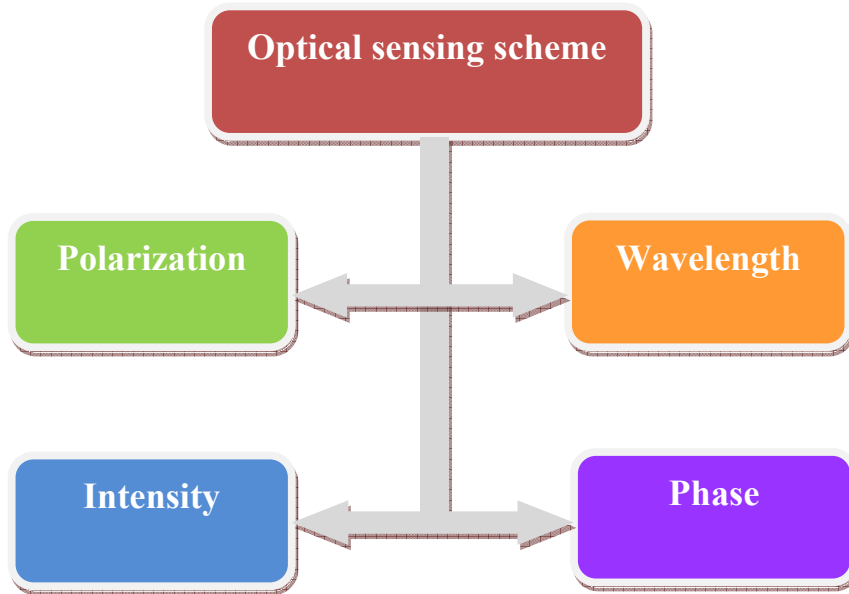 Optical sensing scheme
Polarization
Wavelength
Intensity
Phase